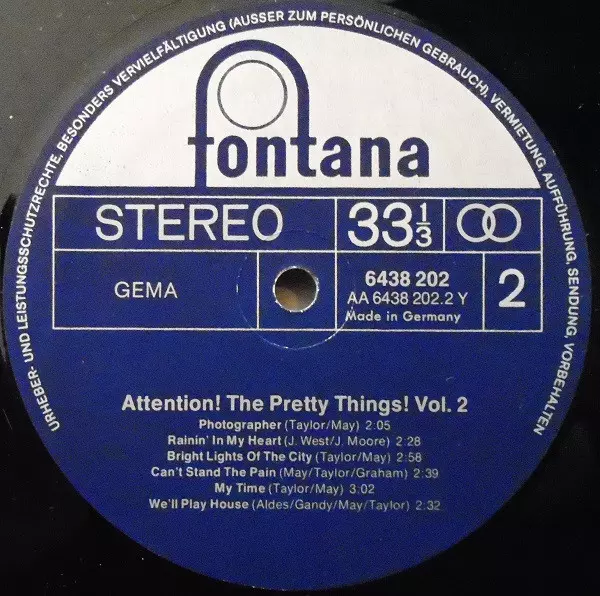 URHEBER- UND LEISTUNGSSCHUTZRECHTE, BESONDERS VERVIELFÄLTIGUNG (AUSSER ZUM PERSÖNLICHEN GEBRAUCH), VERMIETUNG, AUFFÜHRUNG, SENDUNG, VORBEHALTEN
fontana
STEREO 33 1/3
GEMA 6438 202 2
AA 6438 202.2 Y
Made in Germany
Attention! The Pretty Things! Vol. 2
Photographer (Taylor/May) 2:05
Rainin' In My Heart (J. West/J. Moore) 2:28
Bright Lights Of The City (Taylor/May) 2:58
Can't Stand The Pain (May/Taylor/Graham) 2:39
My Time (Taylor/May) 3:02
We'll Play House (Aldes/Gandy/May/Taylor) 2:32